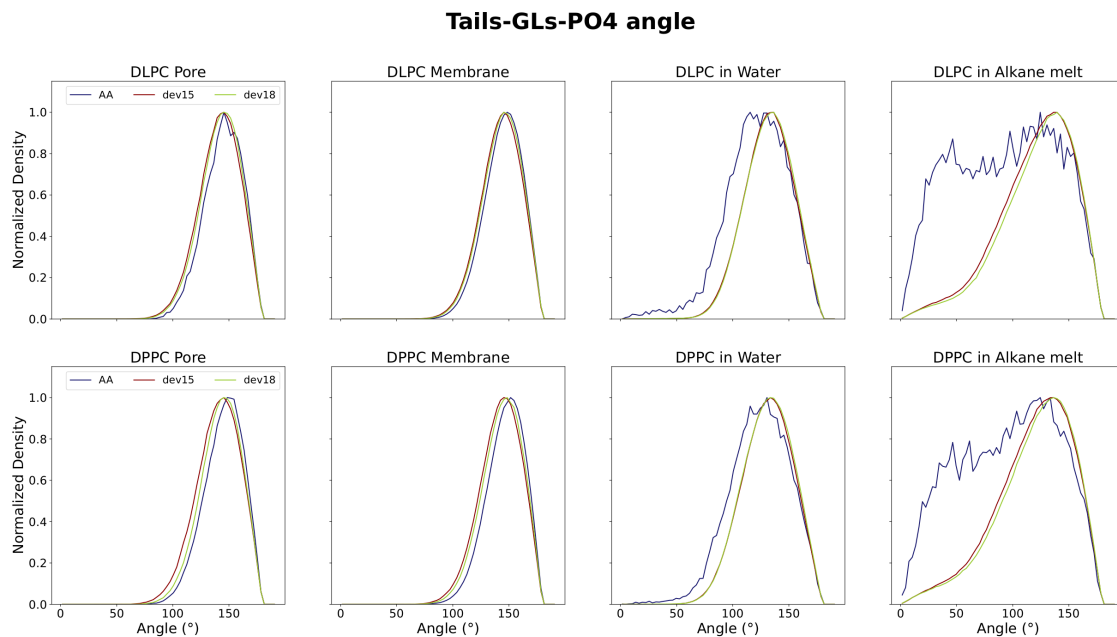 Tails-GLs-PO4 angle
DLPC Pore
DLPC Membrane
DLPC in Water
DLPC in Alkane melt
AA
dev15
dev18
Normalized Density
1.0
0.8
0.6
0.4
0.2
0.0
DPPC Pore
DPPC Membrane
DPPC in Water
DPPC in Alkane melt
AA
dev15
dev18
Normalized Density
1.0
0.8
0.6
0.4
0.2
0.0
0 50 100 150
0 50 100 150
0 50 100 150
0 50 100 150
Angle (°)
Angle (°)
Angle (°)
Angle (°)